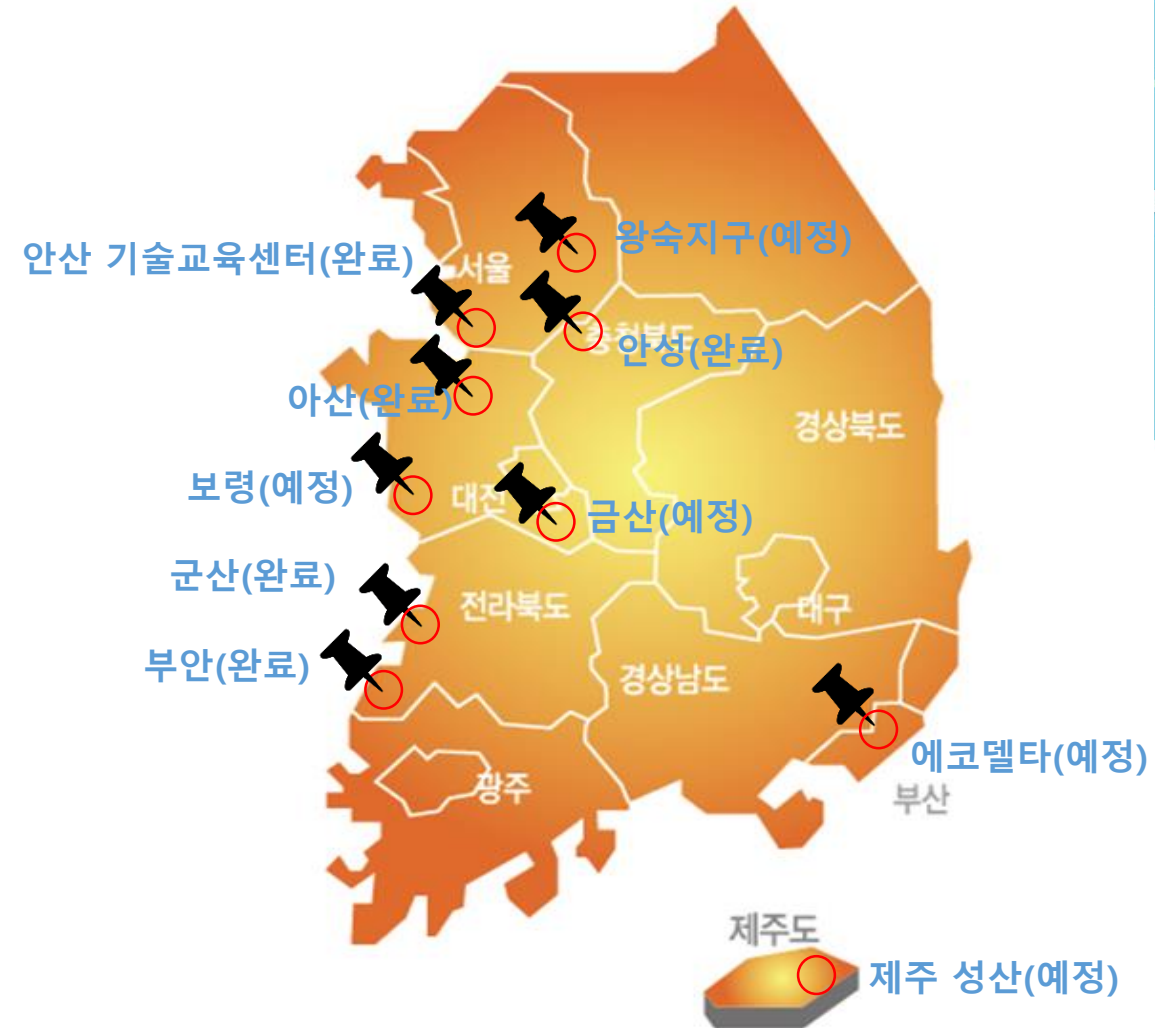 왕숙지구(예정)
안산 기술교육센터(완료)
서울
충청북도
안성(완료)
아산(완료)
경상북도
보령(예정)
대전
금산(예정)
군산(완료)
전라북도
대구
부안(완료)
경상남도
에코델타(예정)
광주
부산
제주도
제주 성산(예정)